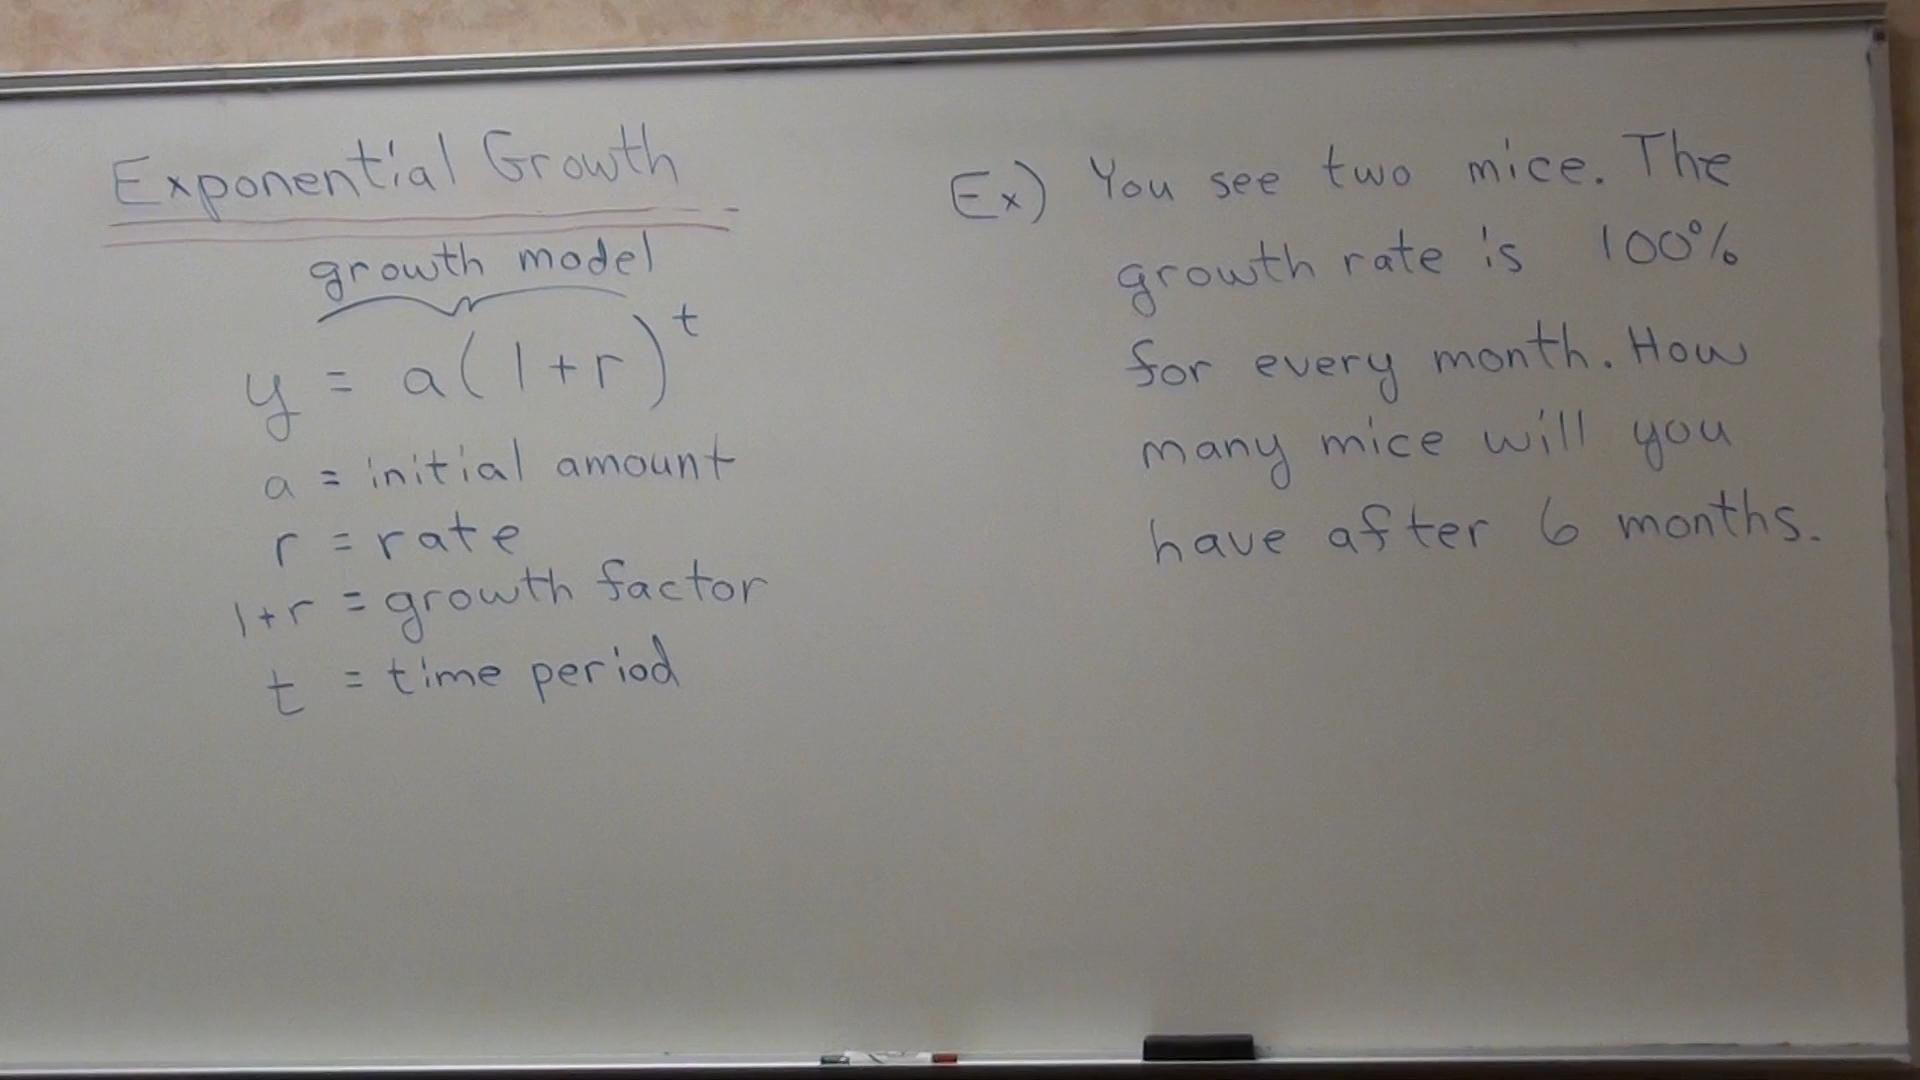 Exponential Growth
growth model
y = a(1+r)^t
a = initial amount
r = rate
1+r = growth factor
t = time period
Ex) You see two mice. The
growth rate is 100%
for every month. How
many mice will you
have after 6 months.